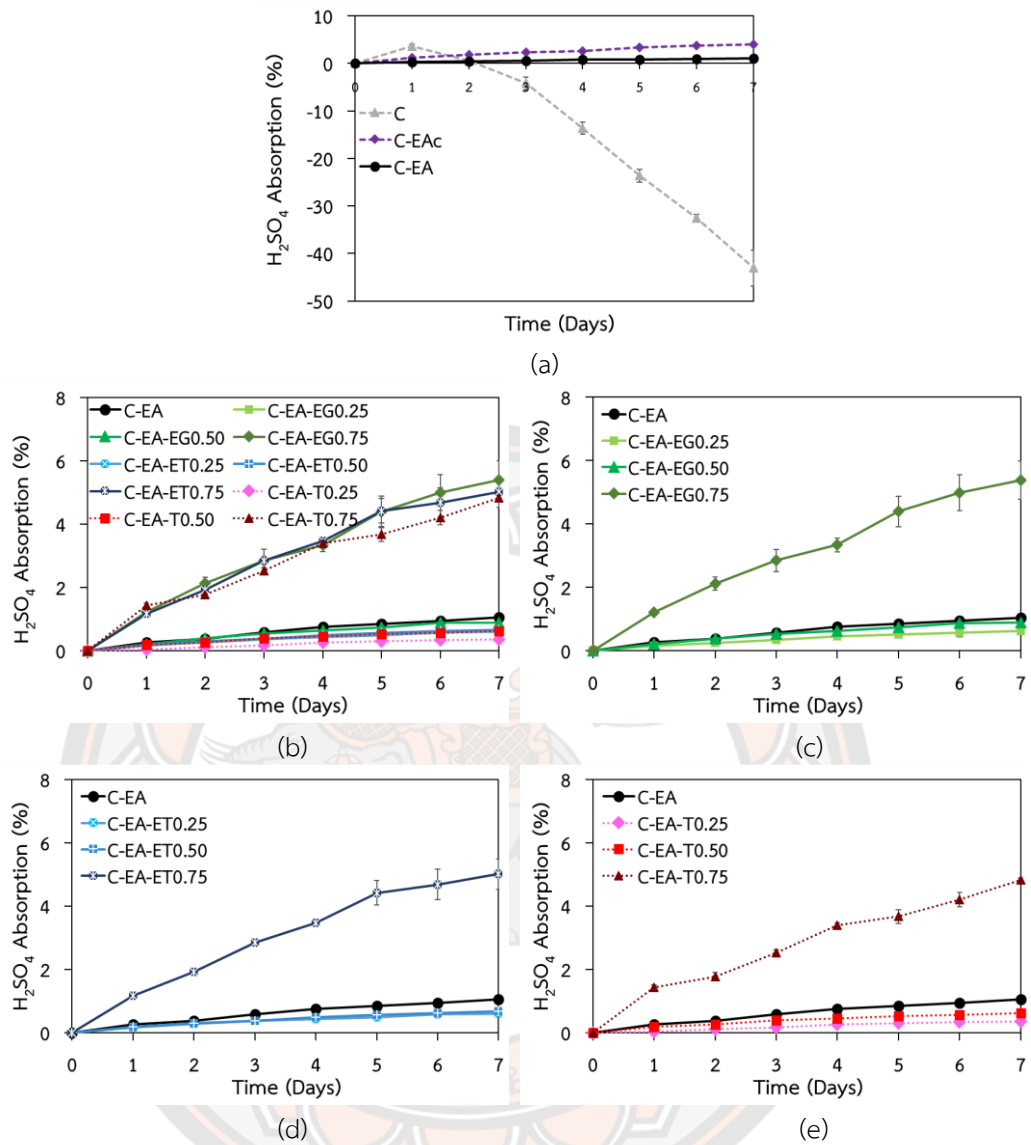 10
0
-10
-20
-30
-40
-50
0 1 2 3 4 5 6 7
H₂SO₄ Absorption (%)
C
C-EAc
C-EA
Time (Days)
(a)
8
6
4
2
0
H₂SO₄ Absorption (%)
C-EA C-EA-EG0.25
C-EA-EG0.50 C-EA-EG0.75
C-EA-ET0.25 C-EA-ET0.50
C-EA-ET0.75 C-EA-T0.25
C-EA-T0.50 C-EA-T0.75
0 1 2 3 4 5 6 7
Time (Days)
(b)
8
6
4
2
0
H₂SO₄ Absorption (%)
C-EA
C-EA-EG0.25
C-EA-EG0.50
C-EA-EG0.75
0 1 2 3 4 5 6 7
Time (Days)
(c)
8
6
4
2
0
H₂SO₄ Absorption (%)
C-EA
C-EA-ET0.25
C-EA-ET0.50
C-EA-ET0.75
0 1 2 3 4 5 6 7
Time (Days)
(d)
8
6
4
2
0
H₂SO₄ Absorption (%)
C-EA
C-EA-T0.25
C-EA-T0.50
C-EA-T0.75
0 1 2 3 4 5 6 7
Time (Days)
(e)